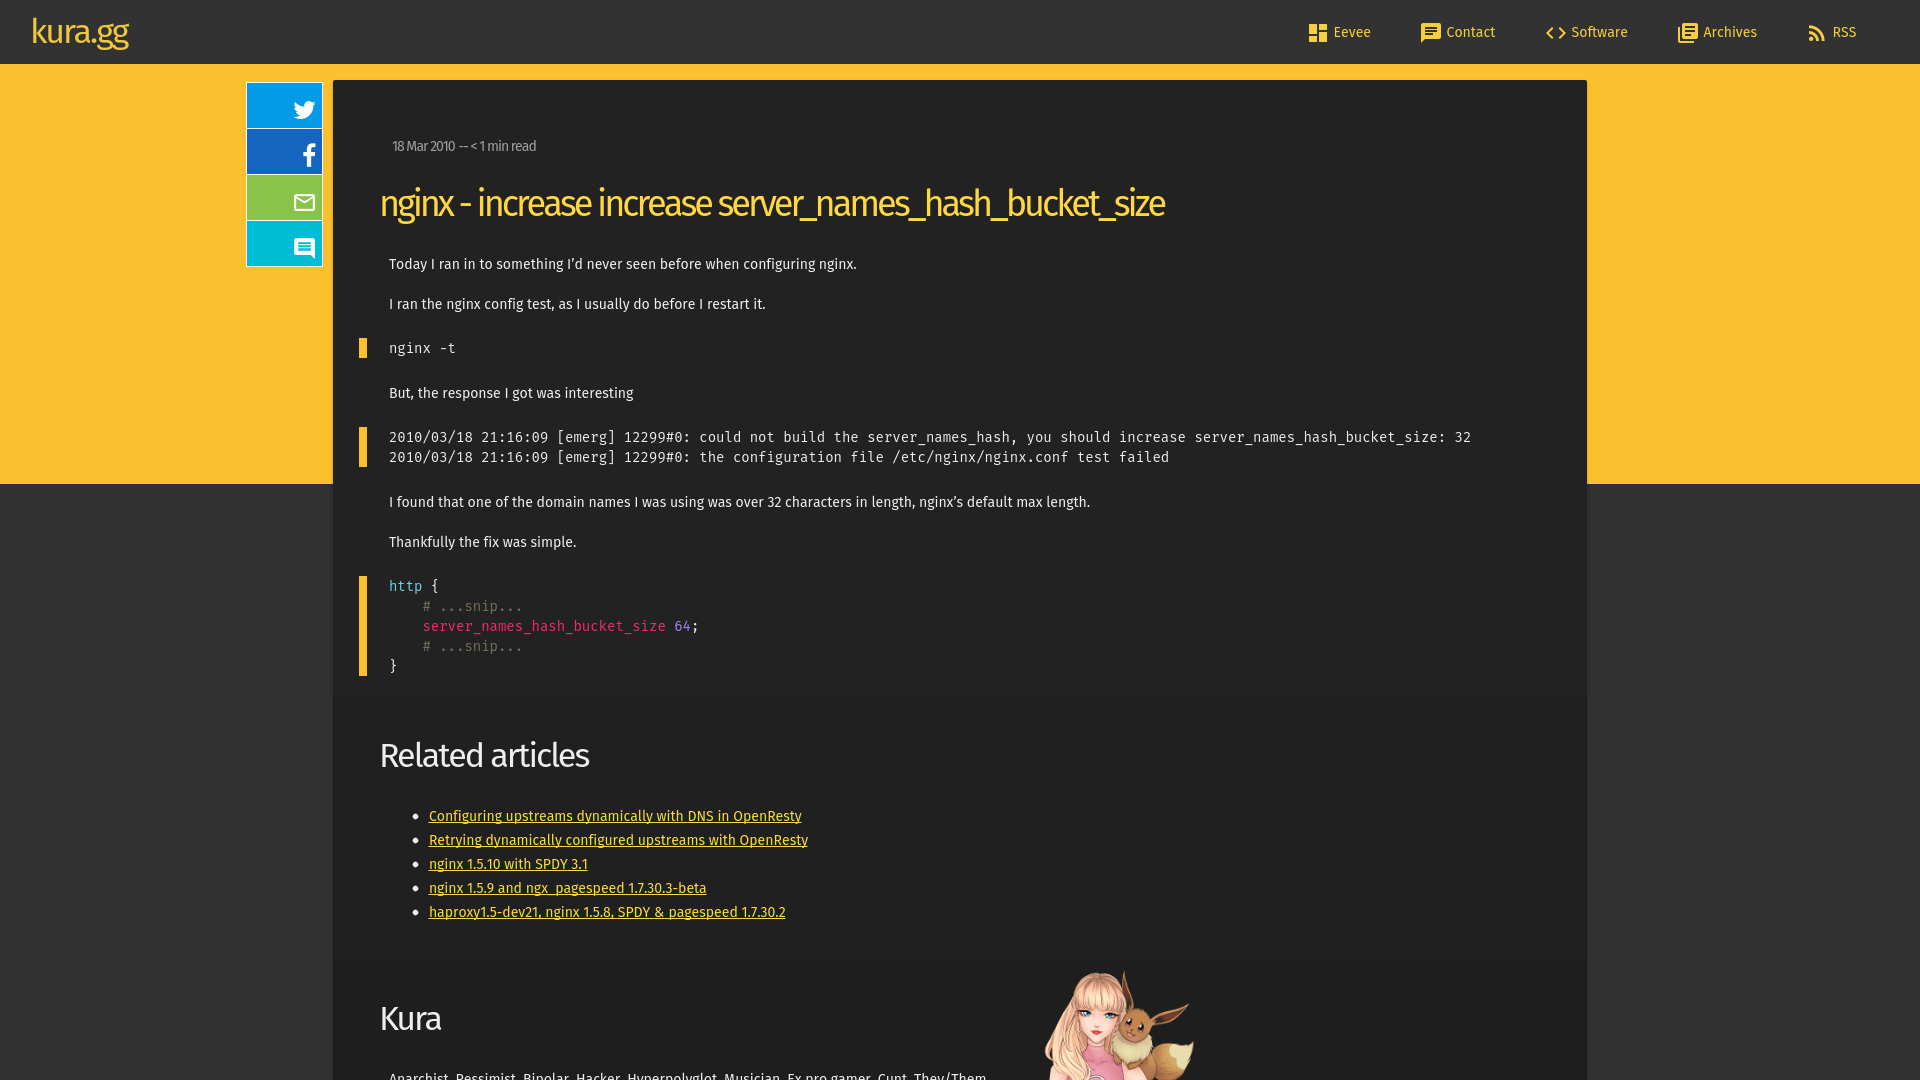 kura.gg
Eevee
Contact
Software
Archives
RSS
18 Mar 2010 -- < 1 min read
nginx - increase increase server_names_hash_bucket_size
Today I ran in to something I’d never seen before when configuring nginx.
I ran the nginx config test, as I usually do before I restart it.
nginx -t
But, the response I got was interesting
2010/03/18 21:16:09 [emerg] 12299#0: could not build the server_names_hash, you should increase server_names_hash_bucket_size: 32
2010/03/18 21:16:09 [emerg] 12299#0: the configuration file /etc/nginx/nginx.conf test failed
I found that one of the domain names I was using was over 32 characters in length, nginx’s default max length.
Thankfully the fix was simple.
http {
# ...snip...
server_names_hash_bucket_size 64;
# ...snip...
}
Related articles
Configuring upstreams dynamically with DNS in OpenResty
Retrying dynamically configured upstreams with OpenResty
nginx 1.5.10 with SPDY 3.1
nginx 1.5.9 and ngx_pagespeed 1.7.30.3-beta
haproxy1.5-dev21, nginx 1.5.8, SPDY & pagespeed 1.7.30.2
Kura
Anarchist. Pessimist. Bipolar. Hacker. Hyperpolyglot. Musician. Ex pro gamer. Cunt. They/Them.